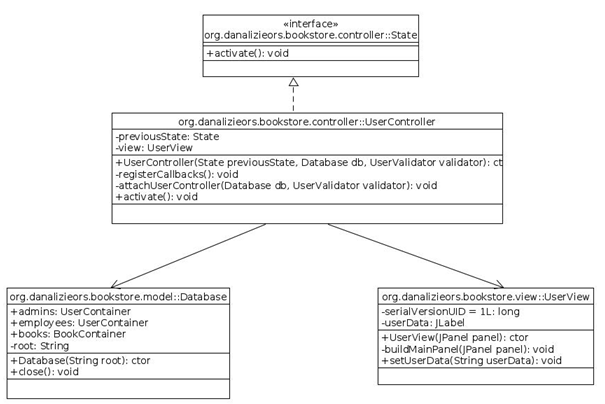 «interface»
org.danalizieors.bookstore.controller::State
+activate(): void
org.danalizieors.bookstore.controller::UserController
-previousState: State
-view: UserView
+UserController(State previousState, Database db, UserValidator validator): ct
-registerCallbacks(): void
-attachUserController(Database db, UserValidator validator): void
+activate(): void
org.danalizieors.bookstore.model::Database
+admins: UserContainer
+employees: UserContainer
+books: BookContainer
-root: String
+Database(String root): ctor
+close(): void
org.danalizieors.bookstore.view::UserView
-serialVersionUID = 1L: long
-userData: JLabel
+UserView(JPanel panel): ctor
-buildMainPanel(JPanel panel): void
+setUserData(String userData): void